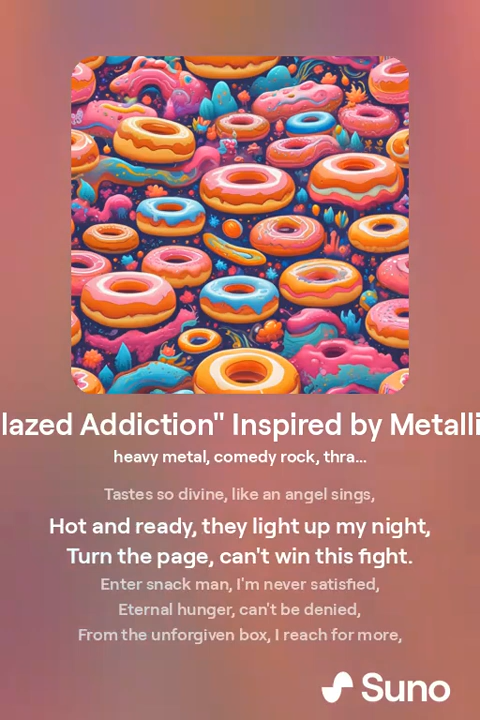 lazed Addiction" Inspired by Metalli
heavy metal, comedy rock, thra...
Tastes so divine, like an angel sings,
Hot and ready, they light up my night,
Turn the page, can't win this fight.
Enter snack man, I'm never satisfied,
Eternal hunger, can't be denied,
From the unforgiven box, I reach for more,
Suno